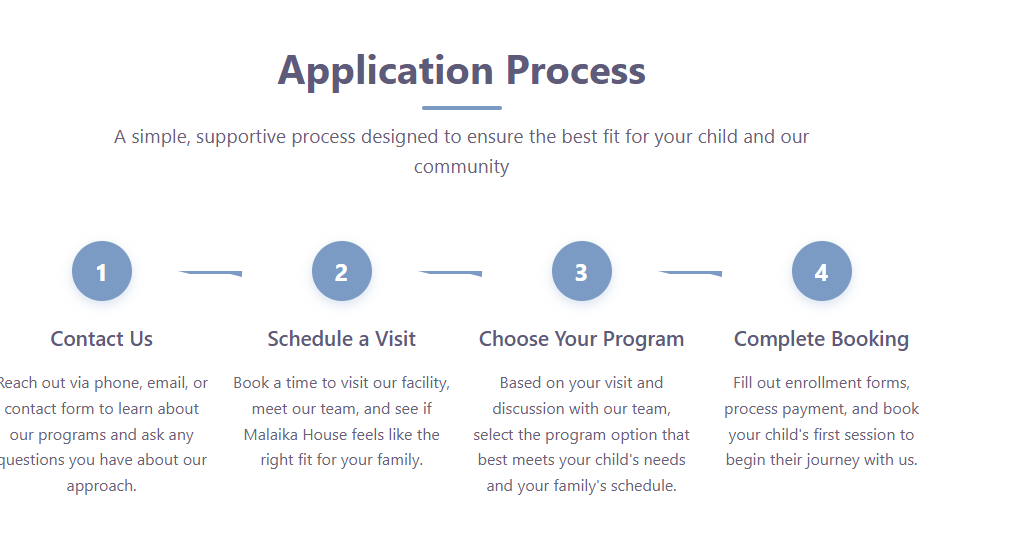 Application Process
A simple, supportive process designed to ensure the best fit for your child and our
community
1
Contact Us
Reach out via phone, email, or
contact form to learn about
our programs and ask any
questions you have about our
approach.
2
Schedule a Visit
Book a time to visit our facility,
meet our team, and see if
Malaika House feels like the
right fit for your family.
3
Choose Your Program
Based on your visit and
discussion with our team,
select the program option that
best meets your child's needs
and your family's schedule.
4
Complete Booking
Fill out enrollment forms,
process payment, and book
your child's first session to
begin their journey with us.